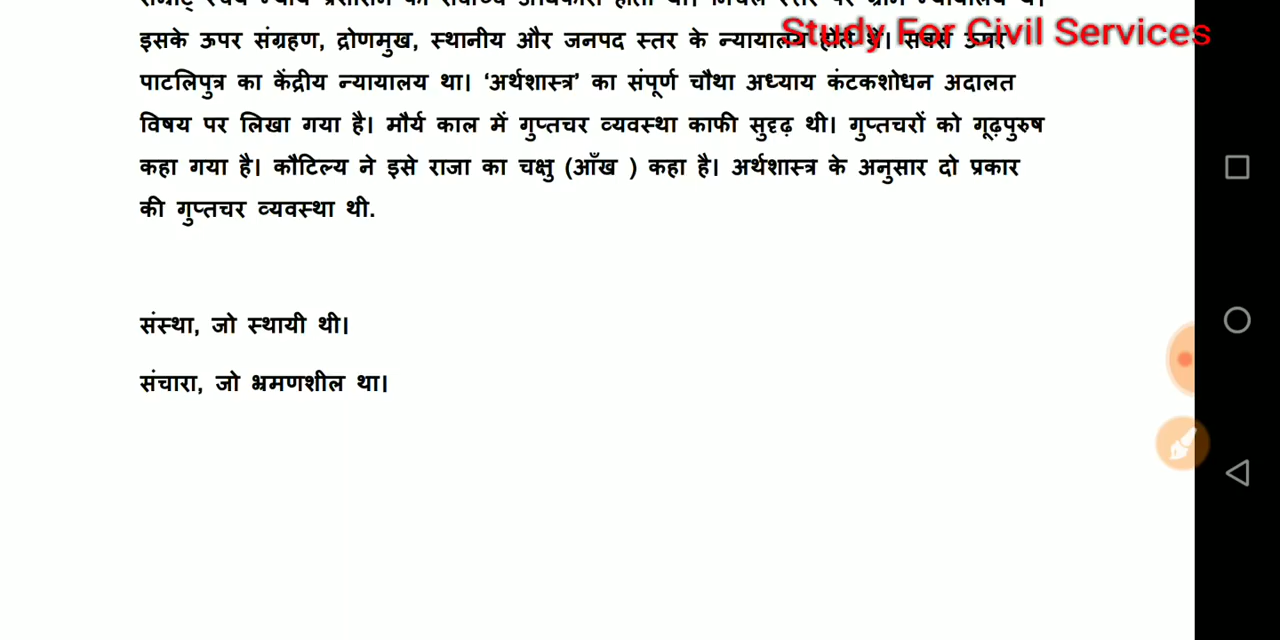 Study For Civil Services
इसके ऊपर संग्रहण, द्रोणमुख, स्थानीय और जनपद स्तर के न्यायालय होते थे। सबसे ऊपर
पाटलिपुत्र का केंद्रीय न्यायालय था। ‘अर्थशास्त्र’ का संपूर्ण चौथा अध्याय कंटकशोधन अदालत
विषय पर लिखा गया है। मौर्य काल में गुप्तचर व्यवस्था काफी सुदृढ़ थी। गुप्तचरों को गूढ़पुरुष
कहा गया है। कौटिल्य ने इसे राजा का चक्षु (आँख ) कहा है। अर्थशास्त्र के अनुसार दो प्रकार
की गुप्तचर व्यवस्था थी.
संस्था, जो स्थायी थी।
संचारा, जो भ्रमणशील था।